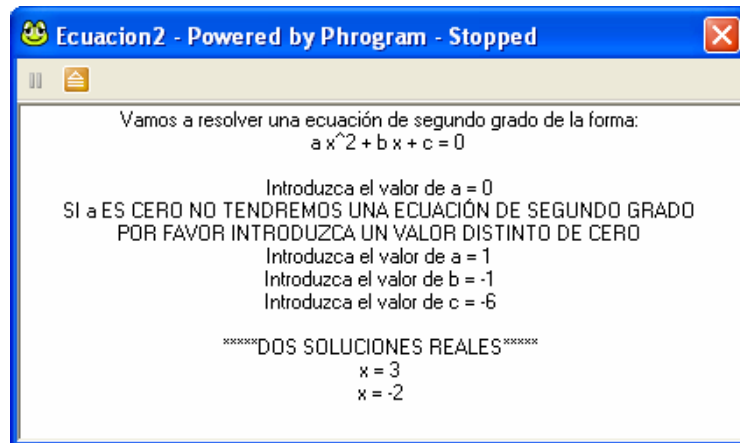 Ecuacion2 - Powered by Phrogram - Stopped
Vamos a resolver una ecuación de segundo grado de la forma:
a x^2 + b x + c = 0
Introduzca el valor de a = 0
SI a ES CERO NO TENDREMOS UNA ECUACIÓN DE SEGUNDO GRADO
POR FAVOR INTRODUZCA UN VALOR DISTINTO DE CERO
Introduzca el valor de a = 1
Introduzca el valor de b = -1
Introduzca el valor de c = -6
*****DOS SOLUCIONES REALES*****
x = 3
x = -2